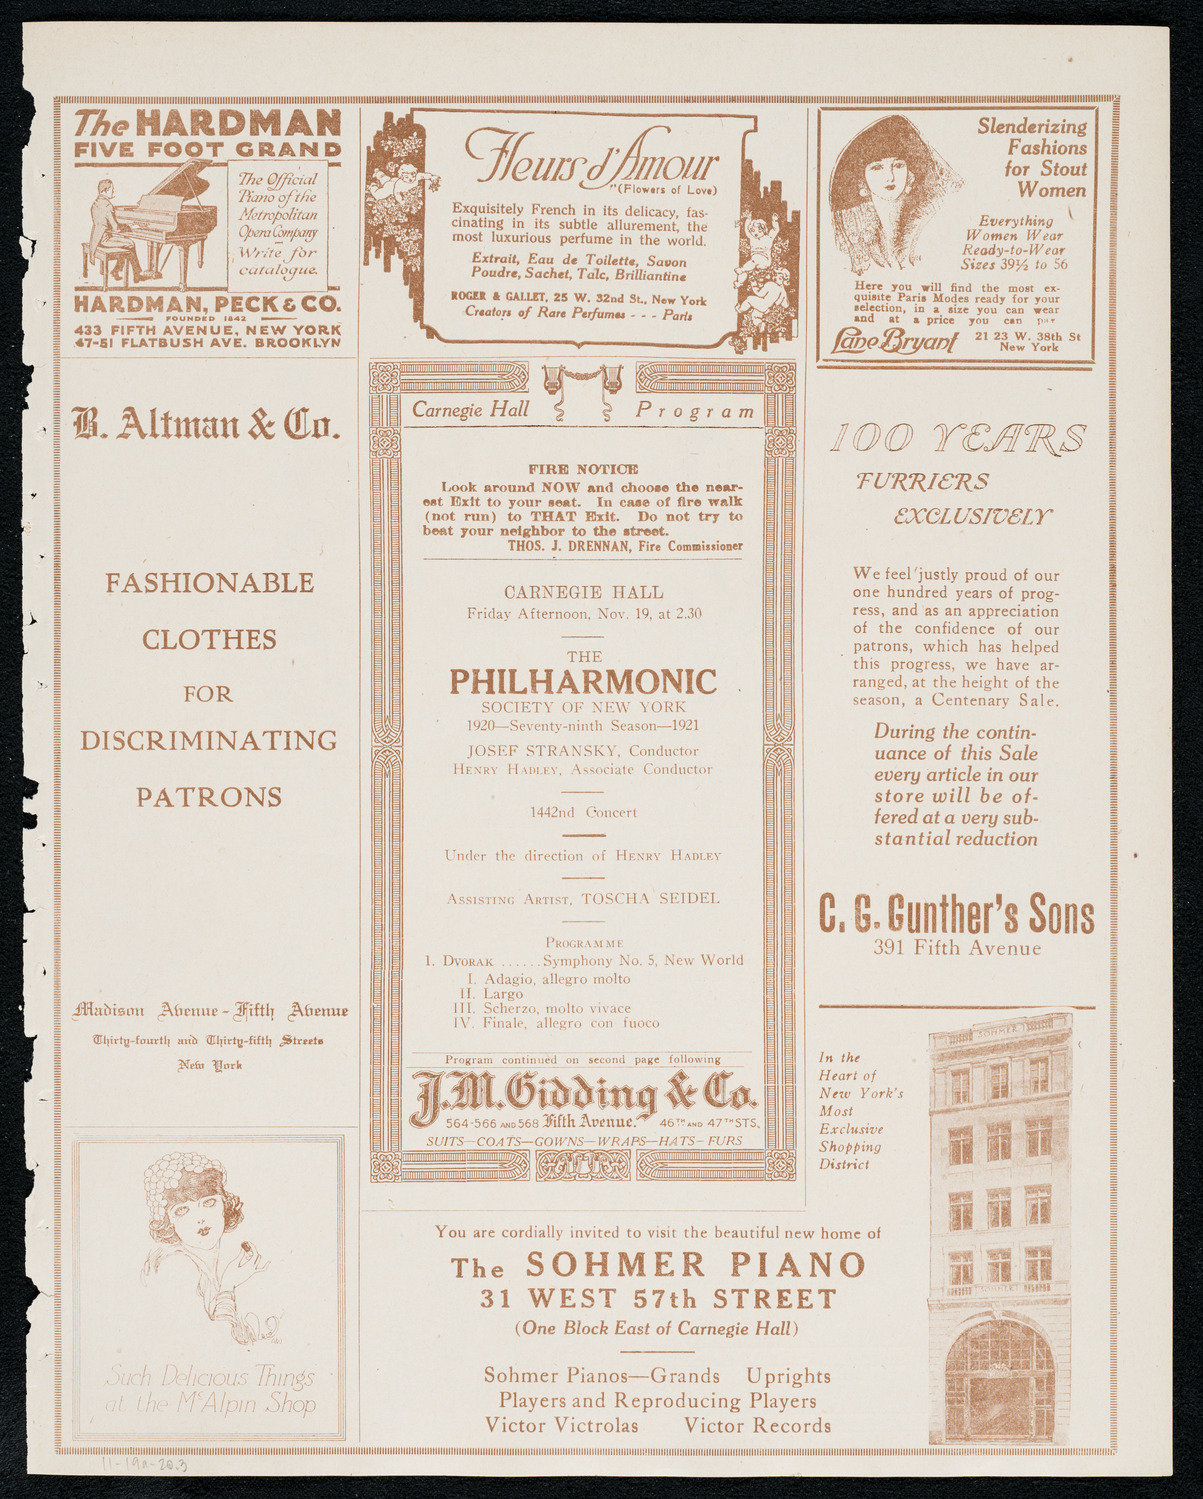 The HARDMAN
FIVE FOOT GRAND
The Official
Piano of the
Metropolitan
Opera Company
Write for
catalogue.
HARDMAN, PECK & CO.
FOUNDED 1842
433 FIFTH AVENUE, NEW YORK
47-51 FLATBUSH AVE. BROOKLYN
Fleurs d'Amour
"(Flowers of Love)
Exquisitely French in its delicacy, fas-
cinating in its subtle allurement, the
most luxurious perfume in the world.
Extrait, Eau de Toilette, Savon
Poudre, Sachet, Talc, Brilliantine
ROGER & GALLET, 25 W. 32nd St., New York
Creators of Rare Perfumes - - - Paris
Slenderizing
Fashions
for Stout
Women
Everything
Women Wear
Ready-to-Wear
Sizes 39½ to 56
Here you will find the most ex-
quisite Paris Modes ready for your
selection, in a size you can wear
and at a price you can
Lane Bryant
21 23 W. 38th St
New York
B. Altman & Co.
FASHIONABLE
CLOTHES
FOR
DISCRIMINATING
PATRONS
Madison Avenue - Fifth Avenue
Thirty-fourth and Thirty-fifth Streets
New York
Such Delicious Things
at the McAlpin Shop
Carnegie Hall Program
FIRE NOTICE
Look around NOW and choose the near-
est Exit to your seat. In case of fire walk
(not run) to THAT Exit. Do not try to
beat your neighbor to the street.
THOS. J. DRENNAN, Fire Commissioner
CARNEGIE HALL
Friday Afternoon, Nov. 19, at 2.30
THE
PHILHARMONIC
SOCIETY OF NEW YORK
1920—Seventy-ninth Season—1921
JOSEF STRANSKY, Conductor
HENRY HADLEY, Associate Conductor
1442nd Concert
Under the direction of HENRY HADLEY
ASSISTING ARTIST, TOSCHA SEIDEL
PROGRAMME
1. DVORAK ......Symphony No. 5, New World
I. Adagio, allegro molto
II. Largo
III. Scherzo, molto vivace
IV. Finale, allegro con fuoco
Program continued on second page following
J.M. Gidding & Co.
564-566 AND 568 Fifth Avenue. 46TH AND 47TH STS.
SUITS—COATS—GOWNS—WRAPS—HATS—FURS
100 YEARS
FURRIERS
EXCLUSIVELY
We feel justly proud of our
one hundred years of prog-
ress, and as an appreciation
of the confidence of our
patrons, which has helped
this progress, we have ar-
ranged, at the height of the
season, a Centenary Sale.
During the contin-
uance of this Sale
every article in our
store will be of-
fered at a very sub-
stantial reduction
C. G. Gunther's Sons
391 Fifth Avenue
In the
Heart of
New York's
Most
Exclusive
Shopping
District
SOHMER
You are cordially invited to visit the beautiful new home of
The SOHMER PIANO
31 WEST 57th STREET
(One Block East of Carnegie Hall)
Sohmer Pianos—Grands Uprights
Players and Reproducing Players
Victor Victrolas Victor Records
11-19a-20.3